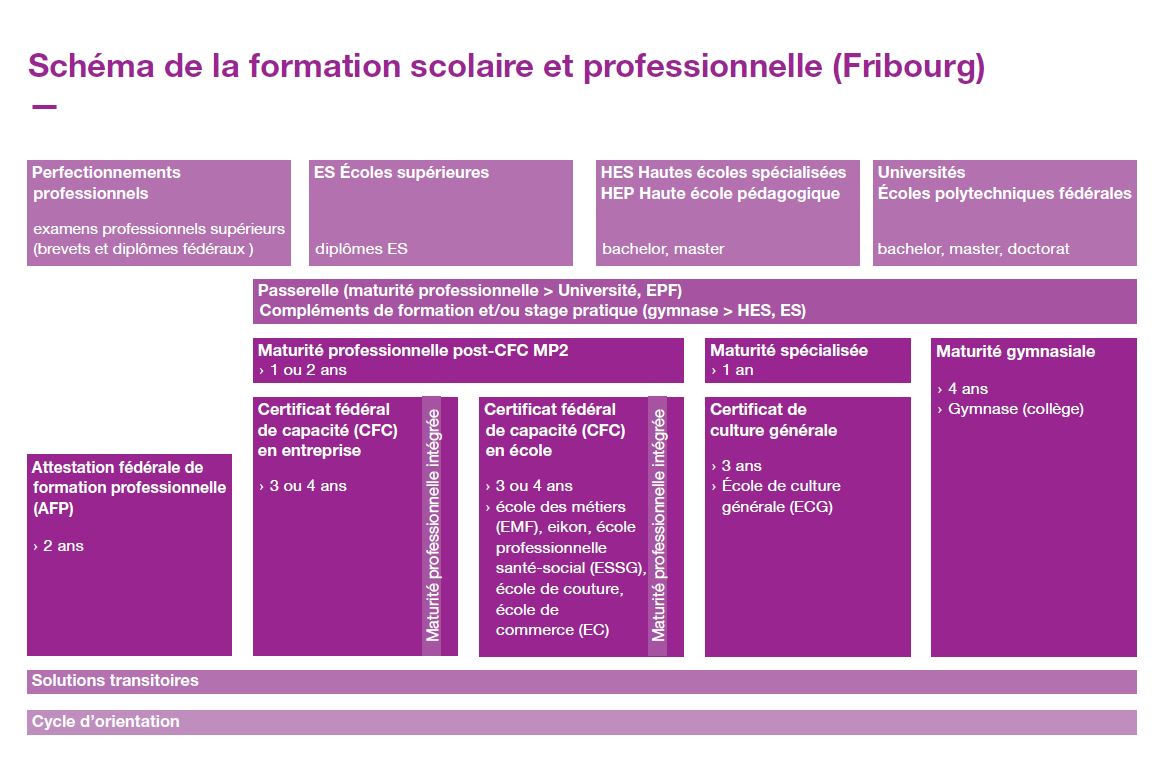 Schéma de la formation scolaire et professionnelle (Fribourg)
Perfectionnements
professionnels
examens professionnels supérieurs
(brevets et diplômes fédéraux )
ES Écoles supérieures
diplômes ES
HES Hautes écoles spécialisées
HEP Haute école pédagogique
bachelor, master
Universités
Écoles polytechniques fédérales
bachelor, master, doctorat
Passerelle (maturité professionnelle > Université, EPF)
Compléments de formation et/ou stage pratique (gymnase > HES, ES)
Maturité professionnelle post-CFC MP2
› 1 ou 2 ans
Maturité spécialisée
› 1 an
Maturité gymnasiale
› 4 ans
› Gymnase (collège)
Attestation fédérale de
formation professionnelle
(AFP)
› 2 ans
Certificat fédéral
de capacité (CFC)
en entreprise
› 3 ou 4 ans
Maturité professionnelle intégrée
Certificat fédéral
de capacité (CFC)
en école
› 3 ou 4 ans
› école des métiers
(EMF), eikon, école
professionnelle
santé-social (ESSG),
école de couture,
école de
commerce (EC)
Maturité professionnelle intégrée
Certificat de
culture générale
› 3 ans
› École de culture
générale (ECG)
Solutions transitoires
Cycle d'orientation